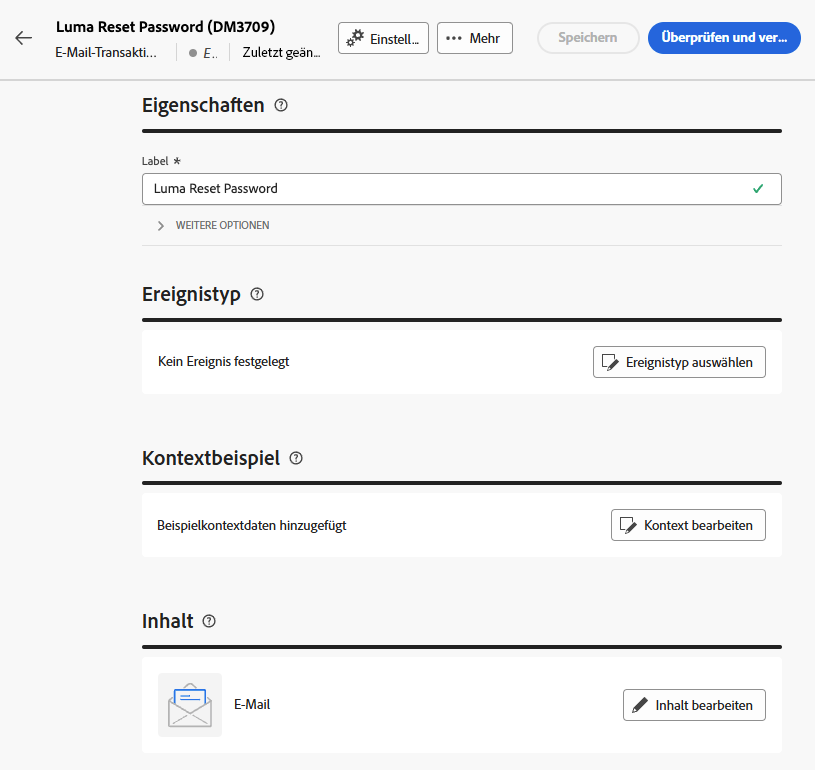 Luma Reset Password (DM3709)
E-Mail-Transakti...
E..
Zuletzt geän...
Einstell...
Mehr
Speichern
Überprüfen und ver...
Eigenschaften
Label *
Luma Reset Password
WEITERE OPTIONEN
Ereignistyp
Kein Ereignis festgelegt
Ereignistyp auswählen
Kontextbeispiel
Beispielkontextdaten hinzugefügt
Kontext bearbeiten
Inhalt
E-Mail
Inhalt bearbeiten